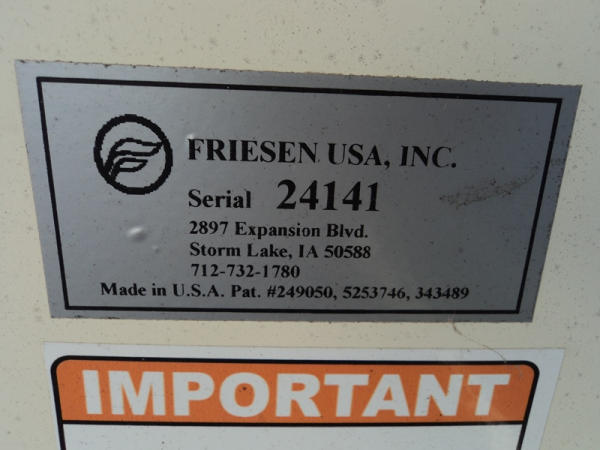 FRIESEN USA, INC.
Serial 24141
2897 Expansion Blvd.
Storm Lake, IA 50588
712-732-1780
Made in U.S.A. Pat. #249050, 5253746, 343489
IMPORTANT